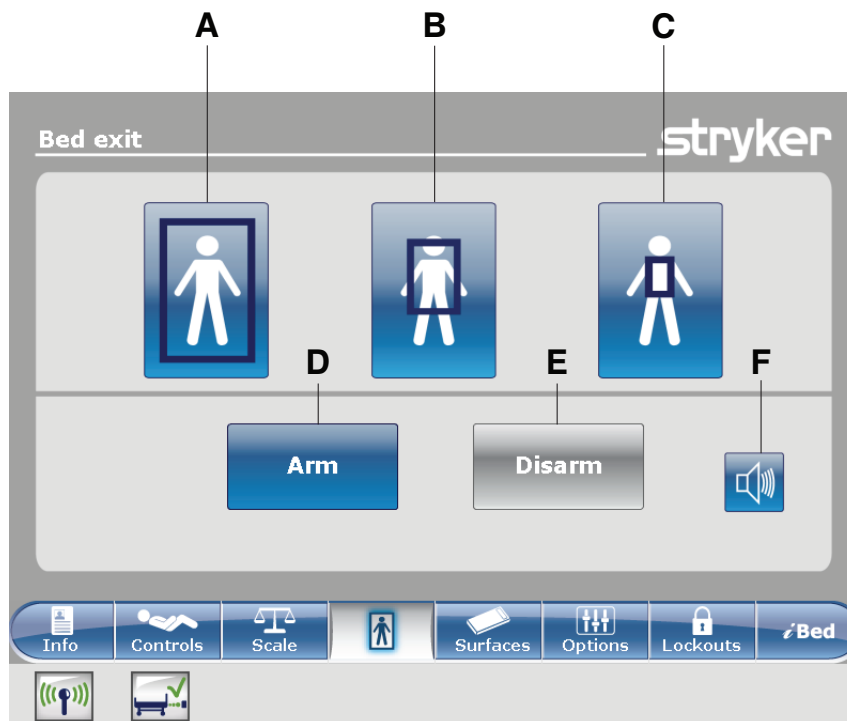 A B C
Bed exit stryker
D E F
Arm Disarm
Info Controls Scale Surfaces Options Lockouts iBed